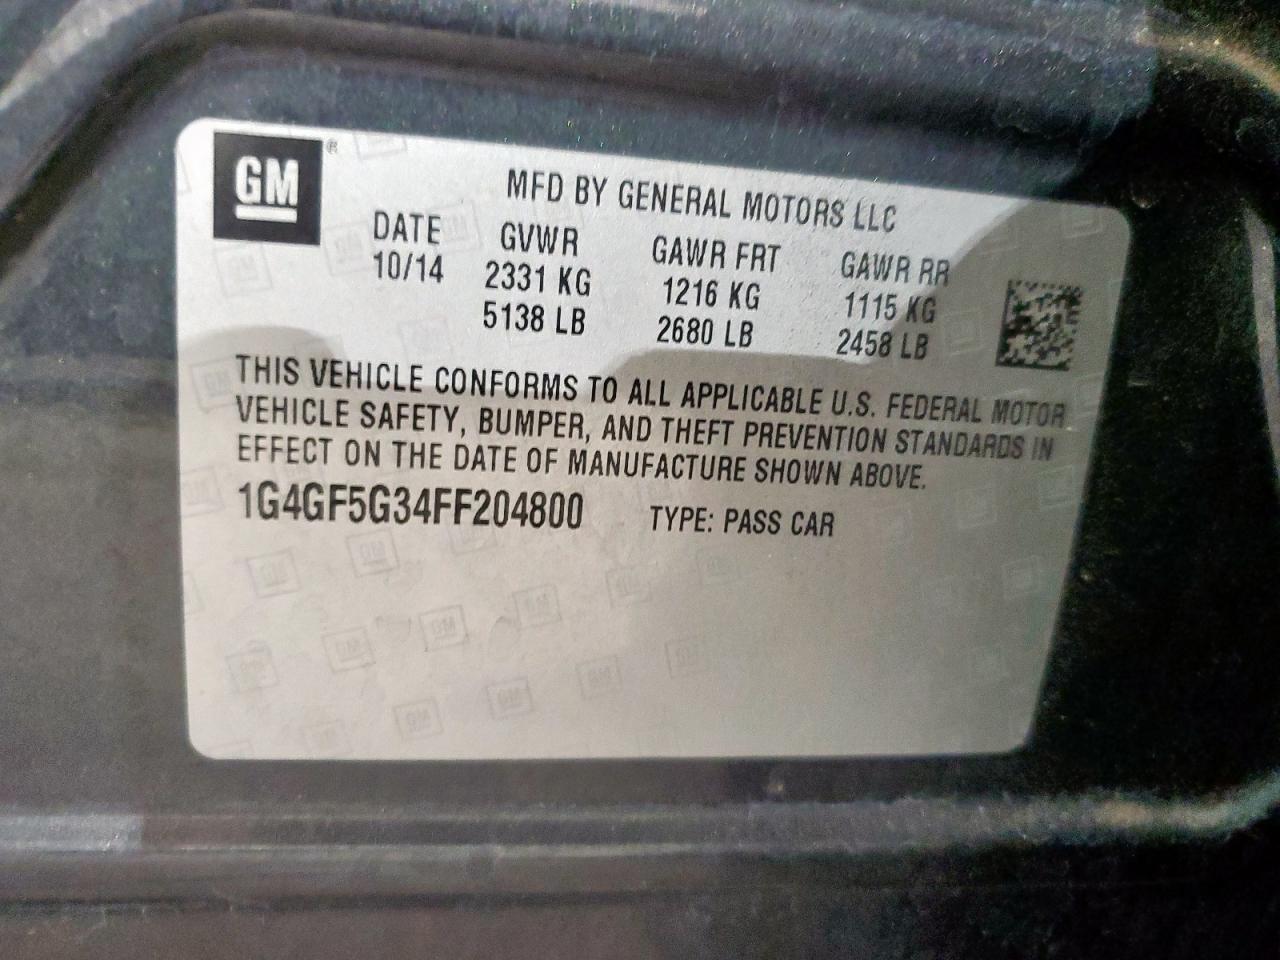 GM ®
MFD BY GENERAL MOTORS LLC
DATE GVWR GAWR FRT GAWR RR
10/14 2331 KG 1216 KG 1115 KG
5138 LB 2680 LB 2458 LB
THIS VEHICLE CONFORMS TO ALL APPLICABLE U.S. FEDERAL MOTOR
VEHICLE SAFETY, BUMPER, AND THEFT PREVENTION STANDARDS IN
EFFECT ON THE DATE OF MANUFACTURE SHOWN ABOVE.
1G4GF5G34FF204800 TYPE: PASS CAR